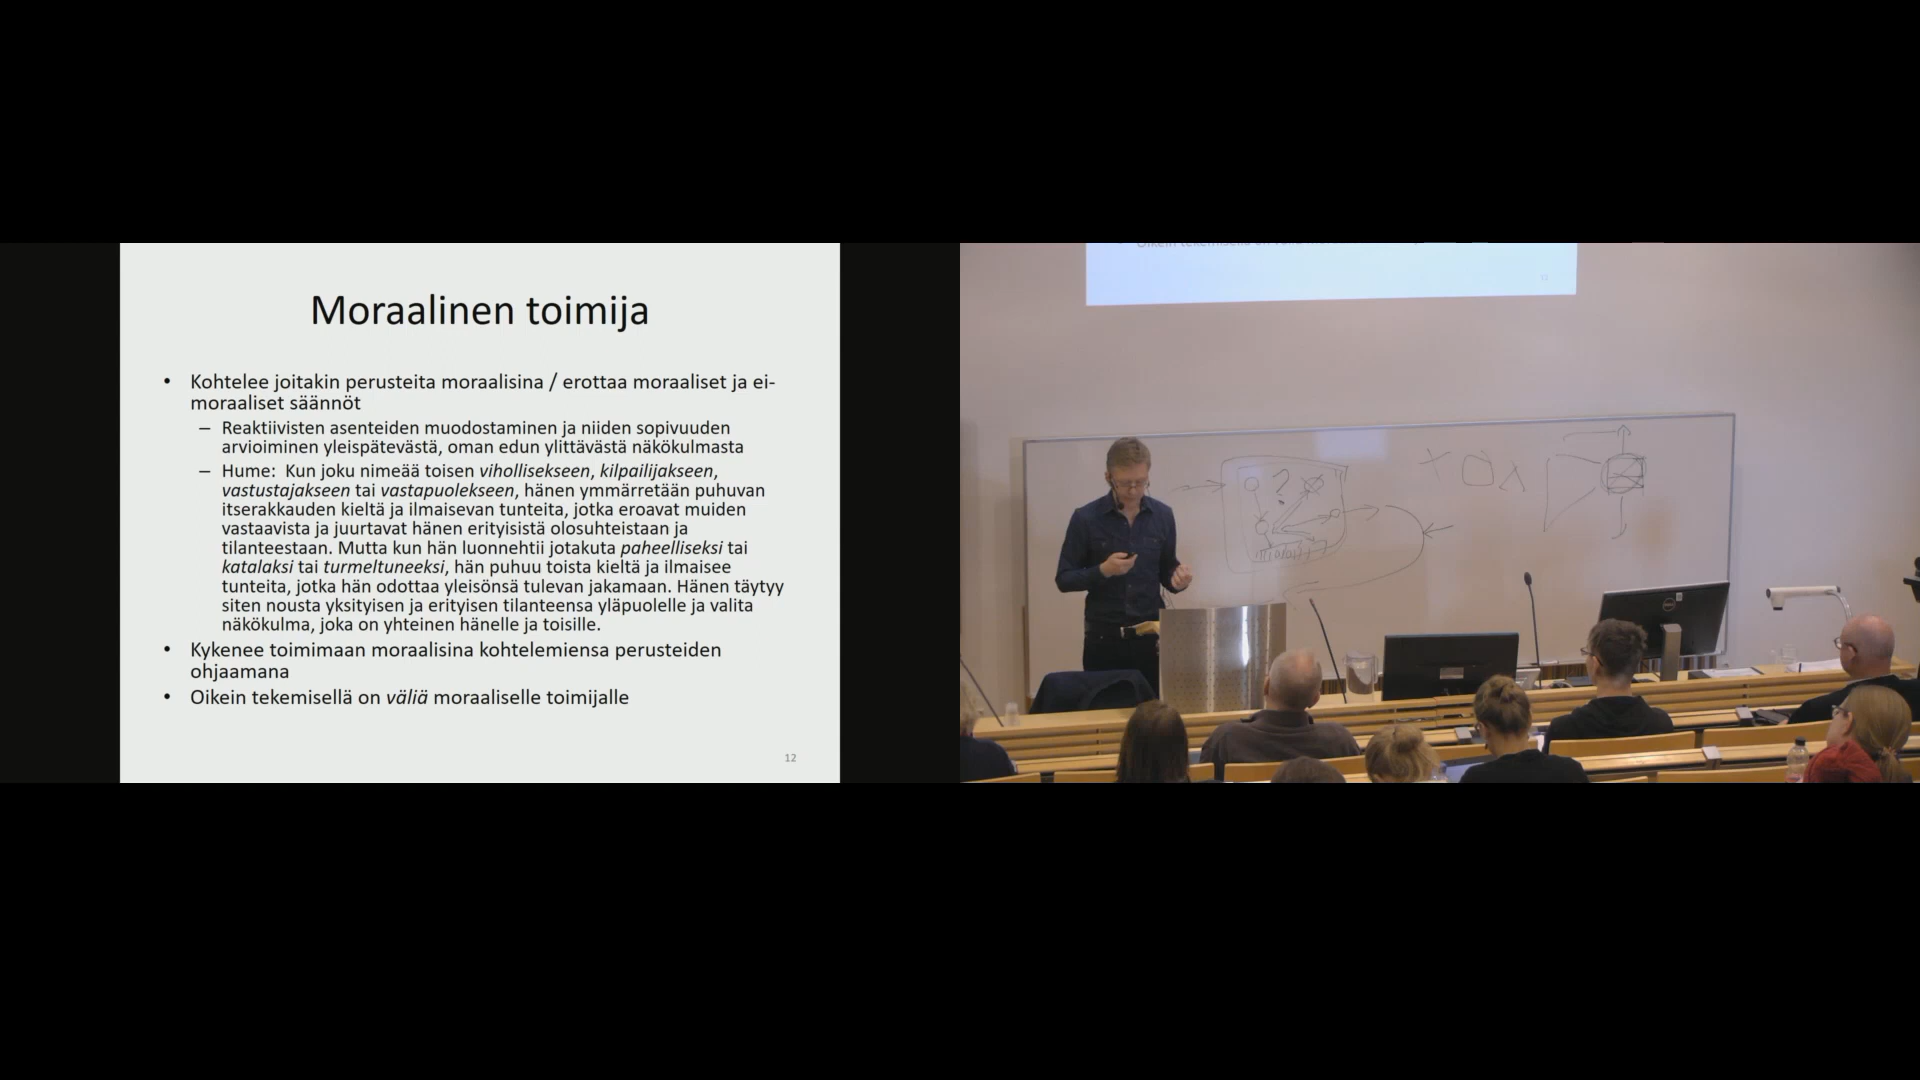 Moraalinen toimija
• Kohtelee joitakin perusteita moraalisina / erottaa moraaliset ja ei-
moraaliset säännöt
– Reaktiivisten asenteiden muodostaminen ja niiden sopivuuden
arvioiminen yleispätevästä, oman edun ylittävästä näkökulmasta
– Hume: Kun joku nimeää toisen vihollisekseen, kilpailijakseen,
vastustajakseen tai vastapuolekseen, hänen ymmärretään puhuvan
itserakkauden kieltä ja ilmaisevan tunteita, jotka eroavat muiden
vastaavista ja juurtavat hänen erityisistä olosuhteistaan ja
tilanteestaan. Mutta kun hän luonnehtii jotakuta paheelliseksi tai
katalaksi tai turmeltuneeksi, hän puhuu toista kieltä ja ilmaisee
tunteita, jotka hän odottaa yleisönsä tulevan jakamaan. Hänen täytyy
siten nousta yksityisen ja erityisen tilanteensa yläpuolelle ja valita
näkökulma, joka on yhteinen hänelle ja toisille.
• Kykenee toimimaan moraalisina kohtelemiensa perusteiden
ohjaamana
• Oikein tekemisellä on väliä moraaliselle toimijalle
12
?